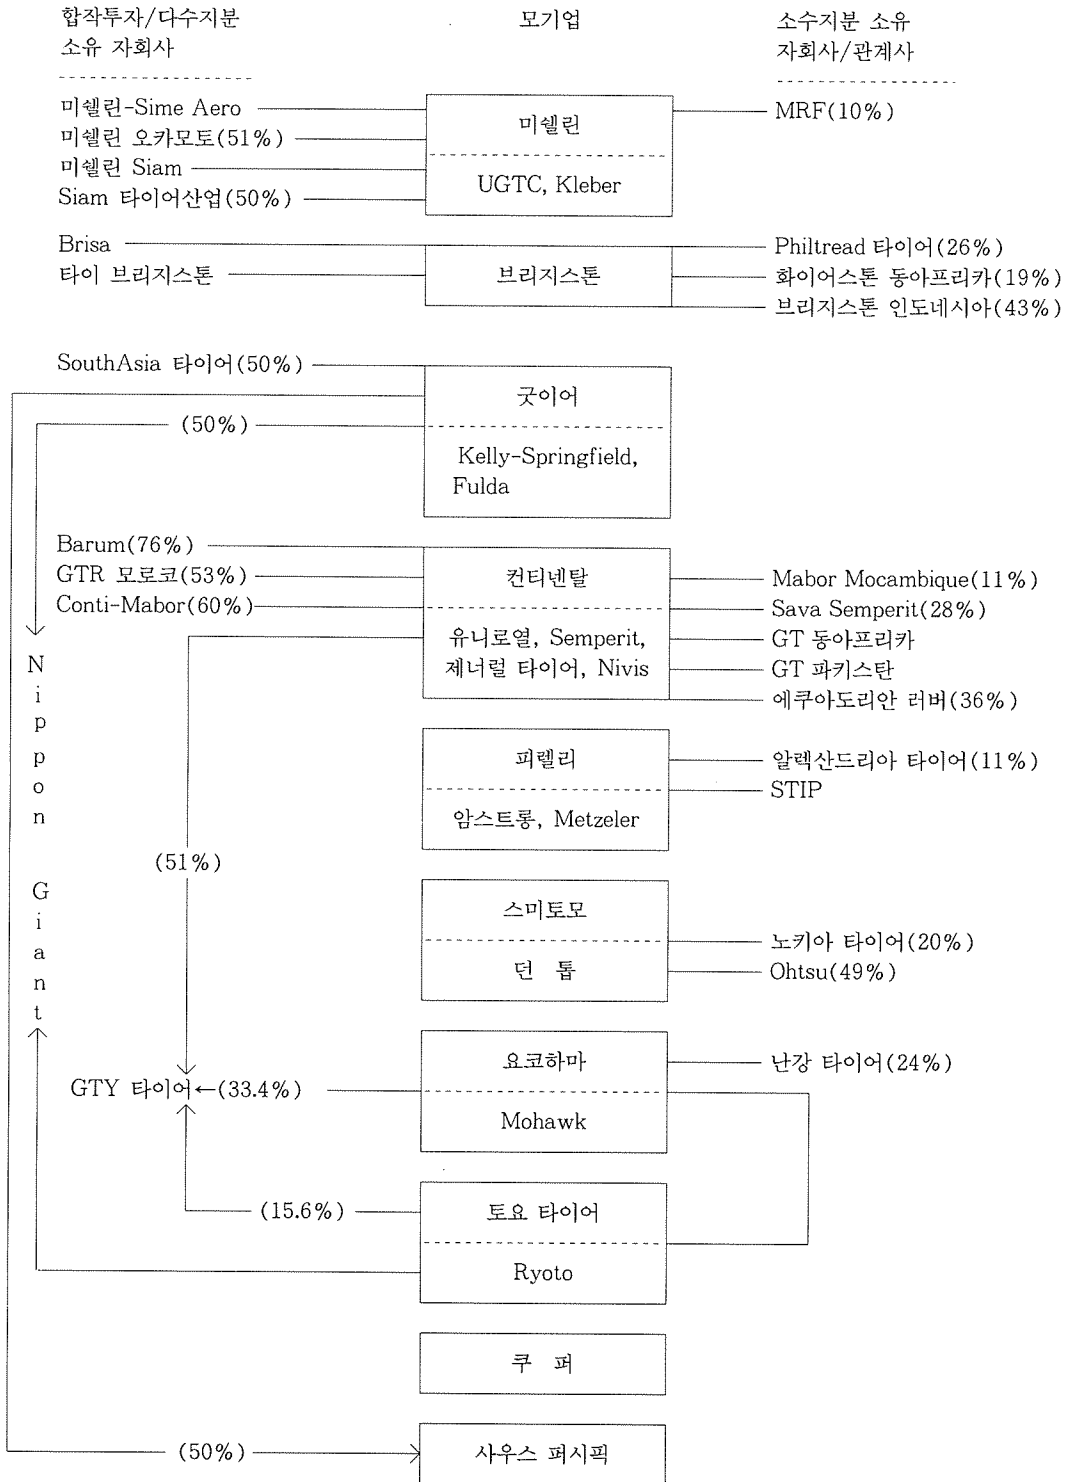 합작투자/다수지분
소유 자회사
모기업
소수지분 소유
자회사/관계사
미쉘린-Sime Aero
미쉘린 오카모토(51%)
미쉘린 Siam
Siam 타이어산업(50%)
미쉘린
UGTC, Kleber
MRF(10%)
Brisa
타이 브리지스톤
브리지스톤
Philtread 타이어(26%)
화이어스톤 동아프리카(19%)
브리지스톤 인도네시아(43%)
SouthAsia 타이어(50%)
(50%)
굿이어
Kelly-Springfield,
Fulda
Barum(76%)
GTR 모로코(53%)
Conti-Mabor(60%)
컨티넨탈
유니로열, Semperit,
제너럴 타이어, Nivis
Mabor Mocambique(11%)
Sava Semperit(28%)
GT 동아프리카
GT 파키스탄
에쿠아도리안 러버(36%)
Nippon Giant
피렐리
암스트롱, Metzeler
알렉산드리아 타이어(11%)
STIP
(51%)
스미토모
던 톱
노키아 타이어(20%)
Ohtsu(49%)
GTY 타이어←(33.4%)
요코하마
Mohawk
난강 타이어(24%)
(15.6%)
토요 타이어
Ryoto
쿠 퍼
(50%)
사우스 퍼시픽